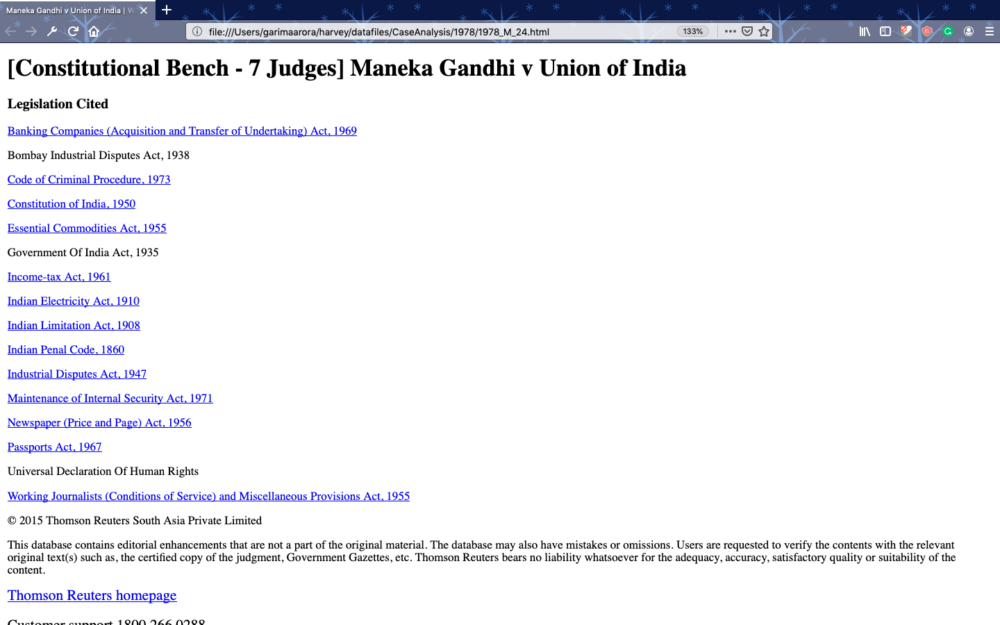 Maneka Gandhi v Union of India |
file:///Users/garimaarora/harvey/datafiles/CaseAnalysis/1978/1978_M_24.html
133%
[Constitutional Bench - 7 Judges] Maneka Gandhi v Union of India
Legislation Cited
Banking Companies (Acquisition and Transfer of Undertaking) Act, 1969
Bombay Industrial Disputes Act, 1938
Code of Criminal Procedure, 1973
Constitution of India, 1950
Essential Commodities Act, 1955
Government Of India Act, 1935
Income-tax Act, 1961
Indian Electricity Act, 1910
Indian Limitation Act, 1908
Indian Penal Code, 1860
Industrial Disputes Act, 1947
Maintenance of Internal Security Act, 1971
Newspaper (Price and Page) Act, 1956
Passports Act, 1967
Universal Declaration Of Human Rights
Working Journalists (Conditions of Service) and Miscellaneous Provisions Act, 1955
© 2015 Thomson Reuters South Asia Private Limited
This database contains editorial enhancements that are not a part of the original material. The database may also have mistakes or omissions. Users are requested to verify the contents with the relevant
original text(s) such as, the certified copy of the judgment, Government Gazettes, etc. Thomson Reuters bears no liability whatsoever for the adequacy, accuracy, satisfactory quality or suitability of the
content.
Thomson Reuters homepage
Customer support 1800 266 0288